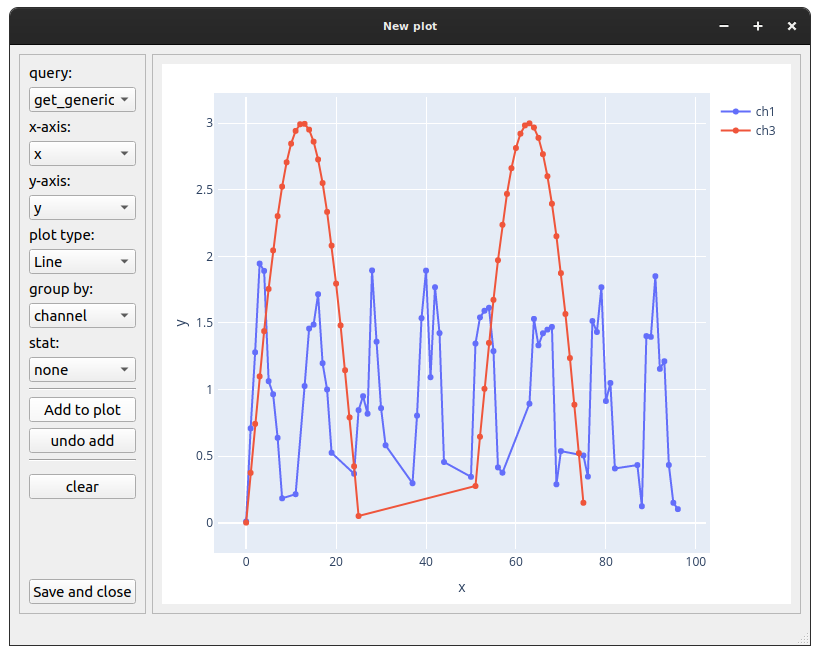 New plot
query:
get_generic
x-axis:
x
y-axis:
y
plot type:
Line
group by:
channel
stat:
none
Add to plot
undo add
clear
Save and close
3
2.5
2
1.5
1
0.5
0
y
0 20 40 60 80 100
x
ch1
ch3